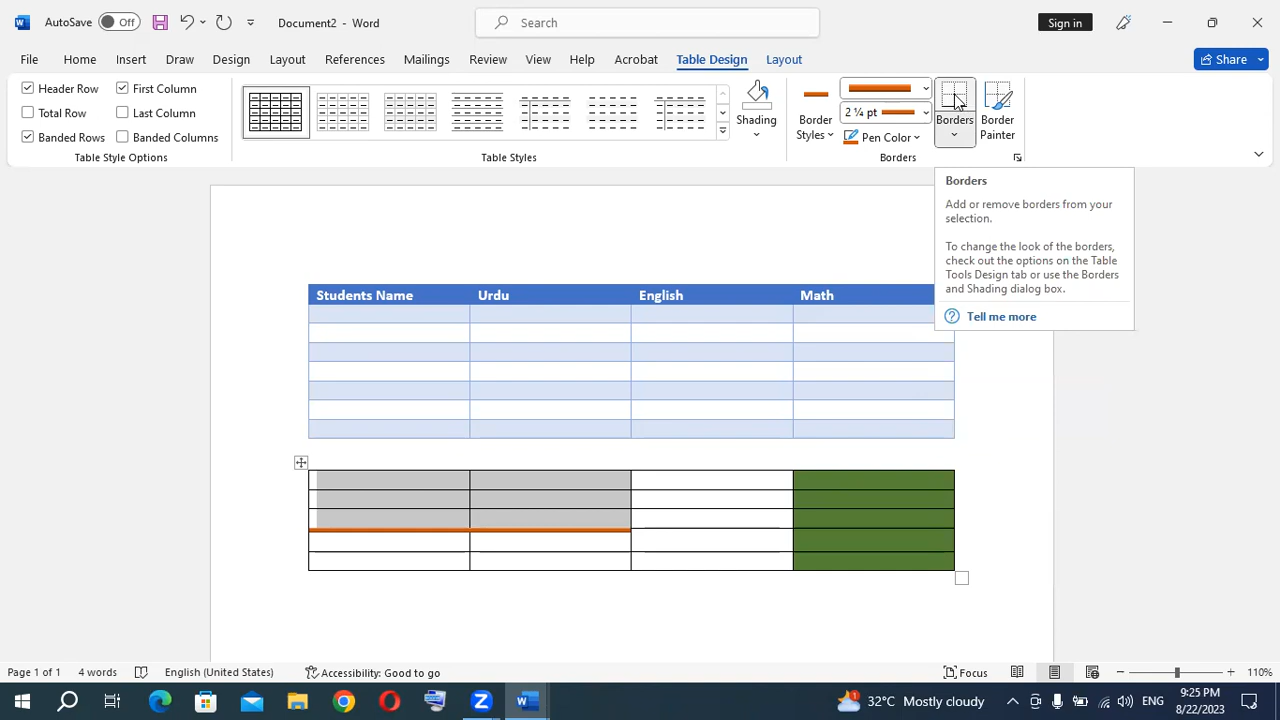 AutoSave Off Document2 - Word Search Sign in
File Home Insert Draw Design Layout References Mailings Review View Help Acrobat Table Design Layout Share
Header Row First Column
Total Row Last Column
Banded Rows Banded Columns
Table Style Options
Table Styles
Shading
Border
Styles
2 ¼ pt
Pen Color
Borders
Border
Painter
Borders
Borders
Add or remove borders from your
selection.
To change the look of the borders,
check out the options on the Table
Tools Design tab or use the Borders
and Shading dialog box.
Tell me more
Students Name Urdu English Math
Page 1 of 1 4 words English (United States) Accessibility: Good to go Focus 110%
32°C Mostly cloudy ENG 9:25 PM
8/22/2023